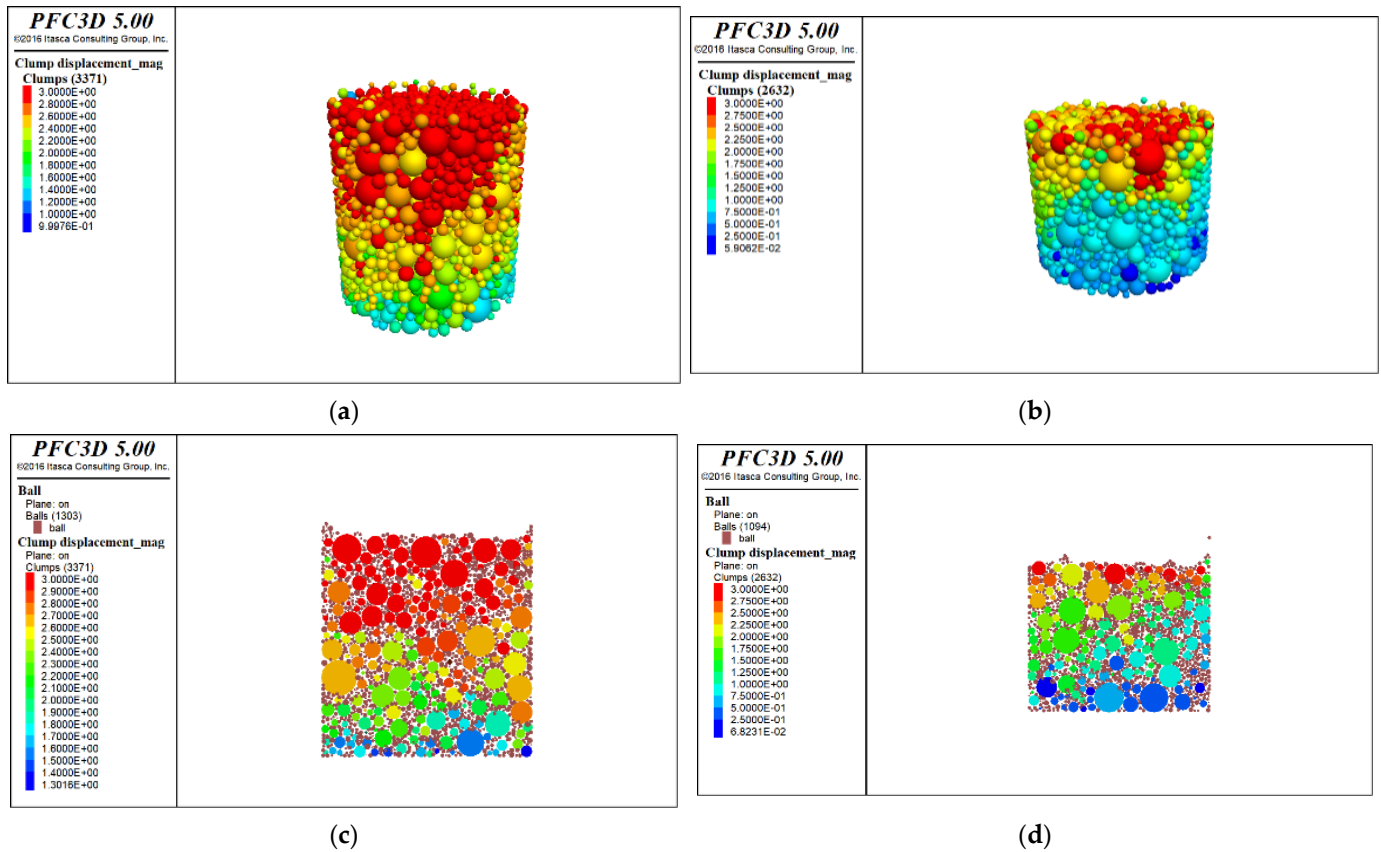 PFC3D 5.00
©2016 Itasca Consulting Group, Inc.
Clump displacement_mag
Clumps (3371)
3.0000E+00
2.8000E+00
2.6000E+00
2.4000E+00
2.2000E+00
2.0000E+00
1.8000E+00
1.6000E+00
1.4000E+00
1.2000E+00
1.0000E+00
9.9976E-01
(a)
PFC3D 5.00
©2016 Itasca Consulting Group, Inc.
Clump displacement_mag
Clumps (2632)
3.0000E+00
2.7500E+00
2.5000E+00
2.2500E+00
2.0000E+00
1.7500E+00
1.5000E+00
1.2500E+00
1.0000E+00
7.5000E-01
5.0000E-01
2.5000E-01
5.9062E-02
(b)
PFC3D 5.00
©2016 Itasca Consulting Group, Inc.
Ball
Plane: on
Balls (1303)
ball
Clump displacement_mag
Plane: on
Clumps (3371)
3.0000E+00
2.9000E+00
2.8000E+00
2.7000E+00
2.6000E+00
2.5000E+00
2.4000E+00
2.3000E+00
2.2000E+00
2.1000E+00
2.0000E+00
1.9000E+00
1.8000E+00
1.7000E+00
1.6000E+00
1.5000E+00
1.4000E+00
1.3016E+00
(c)
PFC3D 5.00
©2016 Itasca Consulting Group, Inc.
Ball
Plane: on
Balls (1094)
ball
Clump displacement_mag
Plane: on
Clumps (2632)
3.0000E+00
2.7500E+00
2.5000E+00
2.2500E+00
2.0000E+00
1.7500E+00
1.5000E+00
1.2500E+00
1.0000E+00
7.5000E-01
5.0000E-01
2.5000E-01
6.8231E-02
(d)